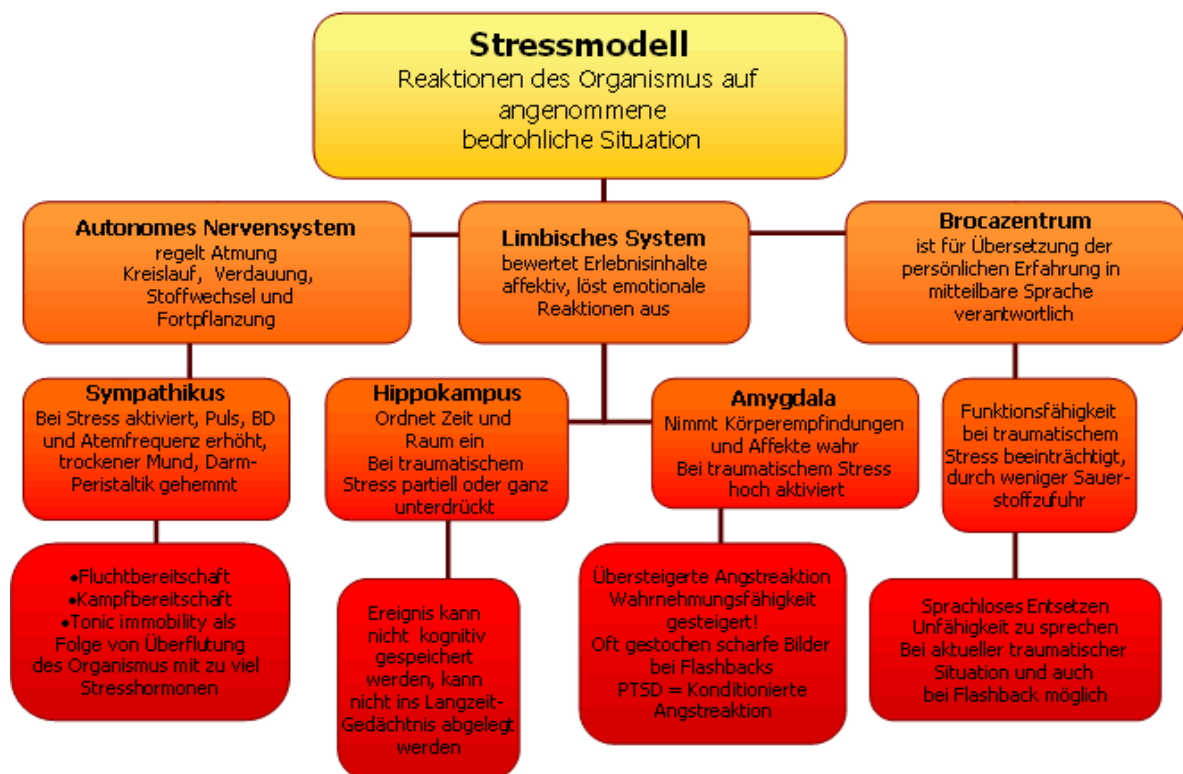 Stressmodell
Reaktionen des Organismus auf
angenommene
bedrohliche Situation
Autonomes Nervensystem
regelt Atmung
Kreislauf, Verdauung,
Stoffwechsel und
Fortpflanzung
Limbisches System
bewertet Erlebnisinhalte
affektiv, löst emotionale
Reaktionen aus
Brocazentrum
ist für Übersetzung der
persönlichen Erfahrung in
mitteilbare Sprache
verantwortlich
Sympathikus
Bei Stress aktiviert, Puls, BD
und Atemfrequenz erhöht,
trockener Mund, Darm-
Peristaltik gehemmt
Hippokampus
Ordnet Zeit und
Raum ein
Bei traumatischem
Stress partiell oder ganz
unterdrückt
Amygdala
Nimmt Körperempfindungen
und Affekte wahr
Bei traumatischem Stress
hoch aktiviert
Funktionsfähigkeit
bei traumatischem
Stress beeinträchtigt,
durch weniger Sauer-
stoffzufuhr
•Fluchtbereitschaft
•Kampfbereitschaft
•Tonic immobility als
Folge von Überflutung
des Organismus mit zu viel
Stresshormonen
Ereignis kann
nicht kognitiv
gespeichert
werden, kann
nicht ins Langzeit-
Gedächtnis abgelegt
werden
Übersteigerte Angstreaktion
Wahrnehmungsfähigkeit
gesteigert!
Oft gestochen scharfe Bilder
bei Flashbacks
PTSD = Konditionierte
Angstreaktion
Sprachloses Entsetzen
Unfähigkeit zu sprechen
Bei aktueller traumatischer
Situation und auch
bei Flashback möglich